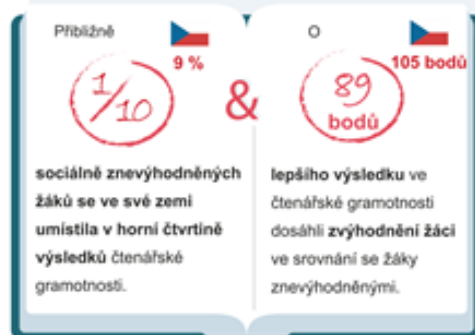 Přibližně
9 %
1/10
sociálně znevýhodněných
žáků se ve své zemi
umístila v horní čtvrtině
výsledků čtenářské
gramotnosti.
&
O
105 bodů
89
bodů
lepšího výsledku ve
čtenářské gramotnosti
dosáhli zvýhodnění žáci
ve srovnání se žáky
znevýhodněnými.